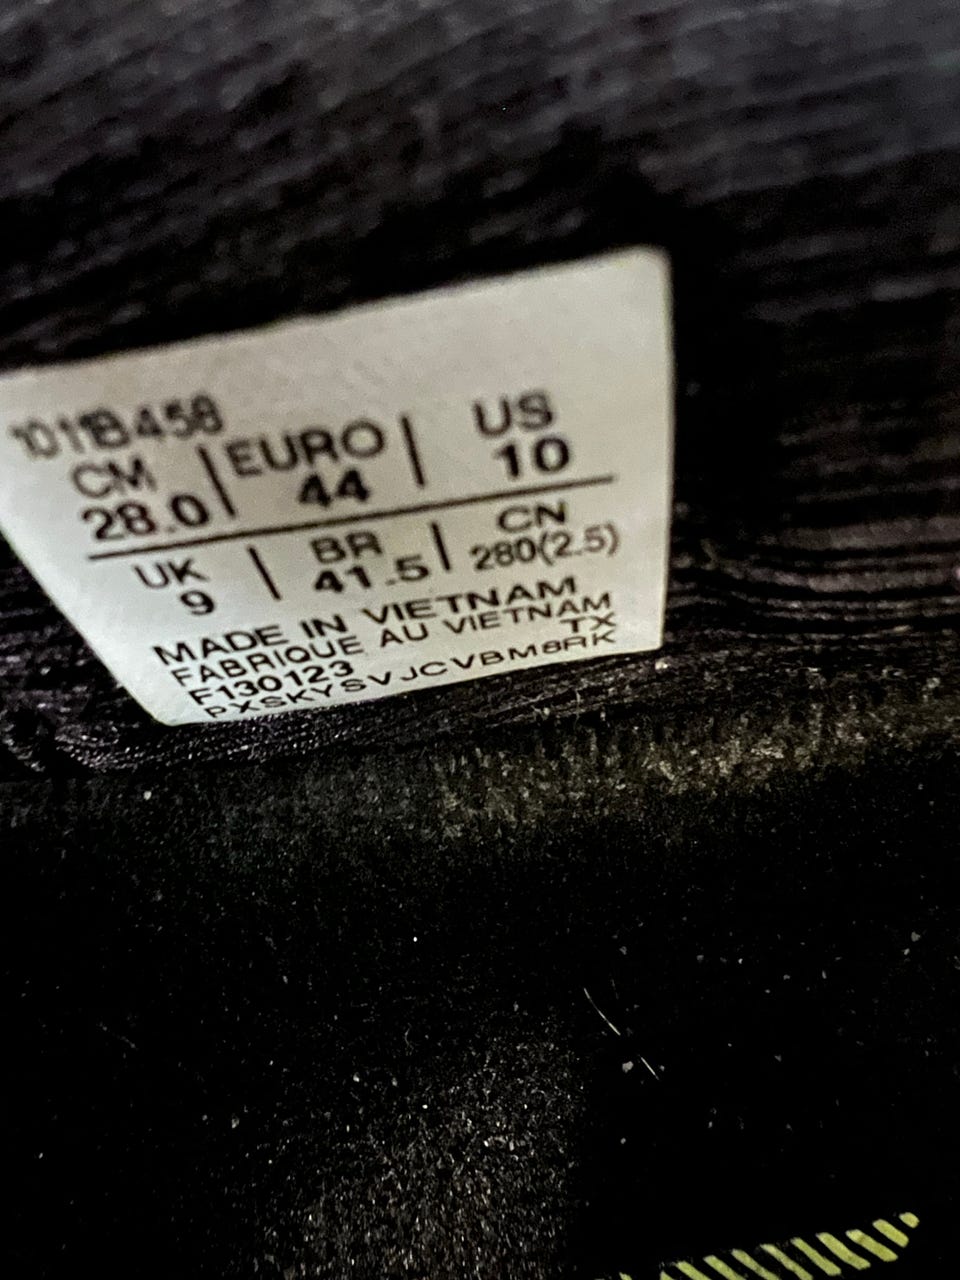 1011B458
CM | EURO | US
28.0 | 44 | 10
UK | BR | CN
9 | 41.5 | 280(2.5)
MADE IN VIETNAM
FABRIQUE AU VIETNAM
F130123 TX
PXSKYSVJCVBM8RK